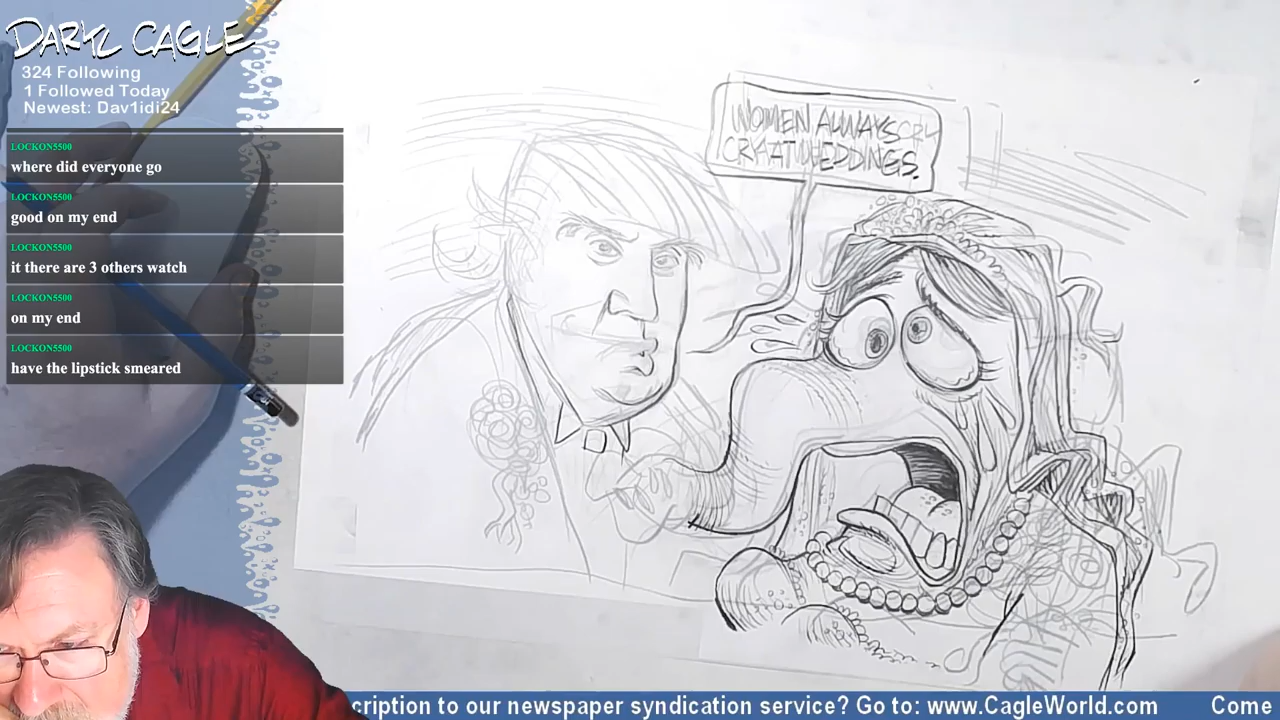 DARYL CAGLE
324 Following
1 Followed Today
Newest: Dav1idi24
LOCKON5500
where did everyone go
LOCKON5500
good on my end
LOCKON5500
it there are 3 others watch
LOCKON5500
on my end
LOCKON5500
have the lipstick smeared
WOMEN ALWAYS
CRY AT WEDDINGS.
cription to our newspaper syndication service? Go to: www.CagleWorld.com Come